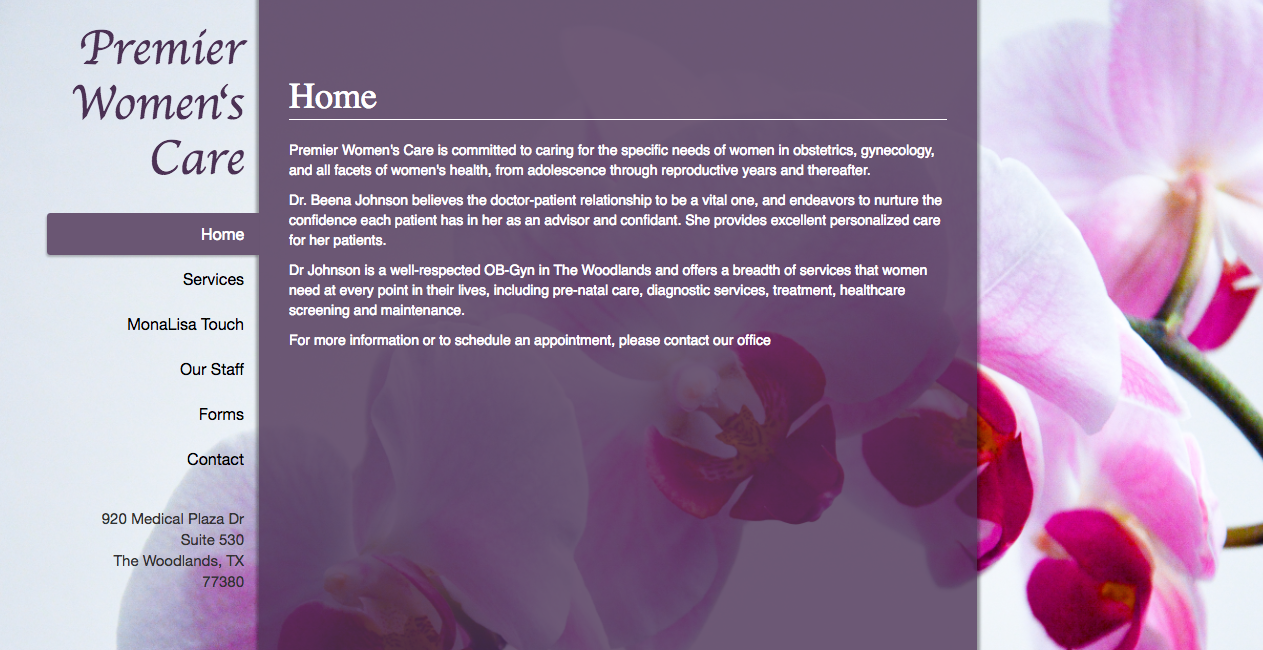 Premier
Women's
Care
Home
Services
MonaLisa Touch
Our Staff
Forms
Contact
920 Medical Plaza Dr
Suite 530
The Woodlands, TX
77380
Home
Premier Women's Care is committed to caring for the specific needs of women in obstetrics, gynecology,
and all facets of women's health, from adolescence through reproductive years and thereafter.
Dr. Beena Johnson believes the doctor-patient relationship to be a vital one, and endeavors to nurture the
confidence each patient has in her as an advisor and confidant. She provides excellent personalized care
for her patients.
Dr Johnson is a well-respected OB-Gyn in The Woodlands and offers a breadth of services that women
need at every point in their lives, including pre-natal care, diagnostic services, treatment, healthcare
screening and maintenance.
For more information or to schedule an appointment, please contact our office